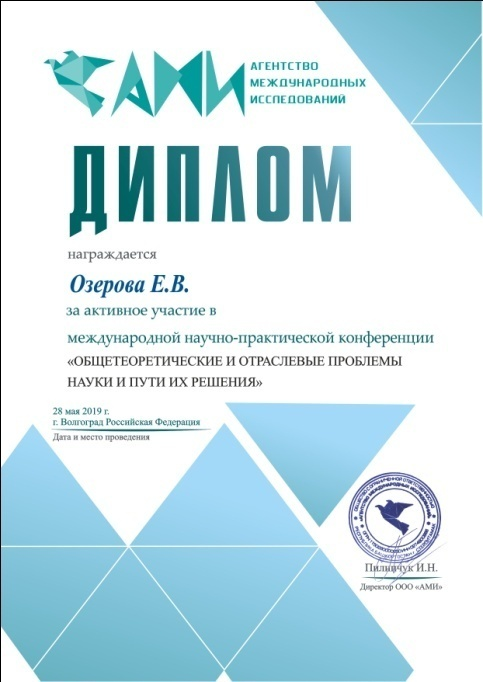 АМИ
АГЕНТСТВО
МЕЖДУНАРОДНЫХ
ИССЛЕДОВАНИЙ
ДИПЛОМ
награждается
Озерова Е.В.
за активное участие в
международной научно-практической конференции
«ОБЩЕТЕОРЕТИЧЕСКИЕ И ОТРАСЛЕВЫЕ ПРОБЛЕМЫ
НАУКИ И ПУТИ ИХ РЕШЕНИЯ»
28 мая 2019 г.
г. Волгоград Российская Федерация
Дата и место проведения
Пилипчук И.Н.
Директор ООО «АМИ»